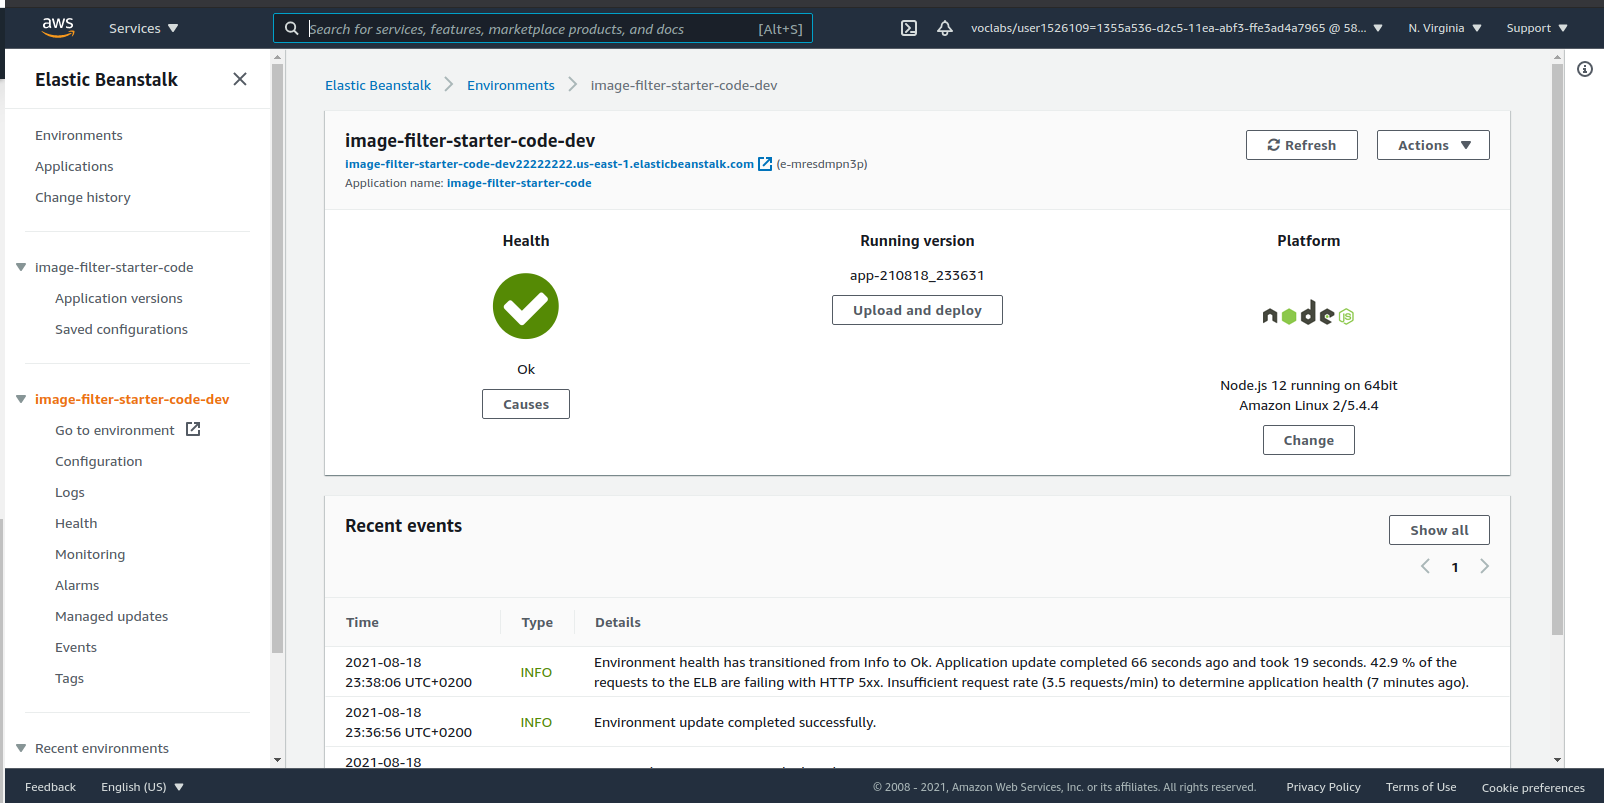 aws
Services
Search for services, features, marketplace products, and docs
[Alt+S]
voclabs/user1526109=1355a536-d2c5-11ea-abf3-ffe3ad4a7965 @ 58...
N. Virginia
Support
Elastic Beanstalk
Environments
Applications
Change history
image-filter-starter-code
Application versions
Saved configurations
image-filter-starter-code-dev
Go to environment
Configuration
Logs
Health
Monitoring
Alarms
Managed updates
Events
Tags
Recent environments
Elastic Beanstalk
Environments
image-filter-starter-code-dev
image-filter-starter-code-dev
image-filter-starter-code-dev22222222.us-east-1.elasticbeanstalk.com (e-mresdmpn3p)
Application name: image-filter-starter-code
Refresh
Actions
Health
Ok
Causes
Running version
app-210818_233631
Upload and deploy
Platform
node
JS
Node.js 12 running on 64bit
Amazon Linux 2/5.4.4
Change
Recent events
Show all
1
Time
Type
Details
2021-08-18
23:38:06 UTC+0200
INFO
Environment health has transitioned from Info to Ok. Application update completed 66 seconds ago and took 19 seconds. 42.9 % of the
requests to the ELB are failing with HTTP 5xx. Insufficient request rate (3.5 requests/min) to determine application health (7 minutes ago).
2021-08-18
23:36:56 UTC+0200
INFO
Environment update completed successfully.
2021-08-18
Feedback
English (US)
© 2008 - 2021, Amazon Web Services, Inc. or its affiliates. All rights reserved.
Privacy Policy
Terms of Use
Cookie preferences